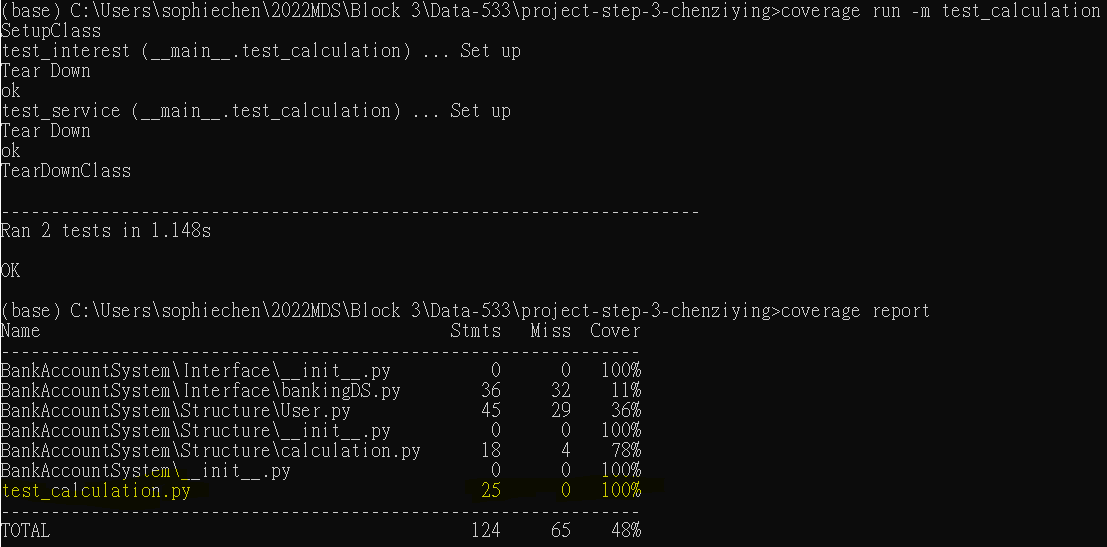 (base) C:\Users\sophiechen\2022MDS\Block 3\Data-533\project-step-3-chenziying>coverage run -m test_calculation
SetupClass
test_interest (__main__.test_calculation) ... Set up
Tear Down
ok
test_service (__main__.test_calculation) ... Set up
Tear Down
ok
TearDownClass
----------------------------------------------------------------------
Ran 2 tests in 1.148s
OK
(base) C:\Users\sophiechen\2022MDS\Block 3\Data-533\project-step-3-chenziying>coverage report
Name                                         Stmts   Miss  Cover
----------------------------------------------------------------
BankAccountSystem\Interface\__init__.py          0      0   100%
BankAccountSystem\Interface\bankingDS.py        36     32    11%
BankAccountSystem\Structure\User.py             45     29    36%
BankAccountSystem\Structure\__init__.py          0      0   100%
BankAccountSystem\Structure\calculation.py      18      4    78%
BankAccountSystem\__init__.py                    0      0   100%
test_calculation.py                             25      0   100%
----------------------------------------------------------------
TOTAL                                          124     65    48%